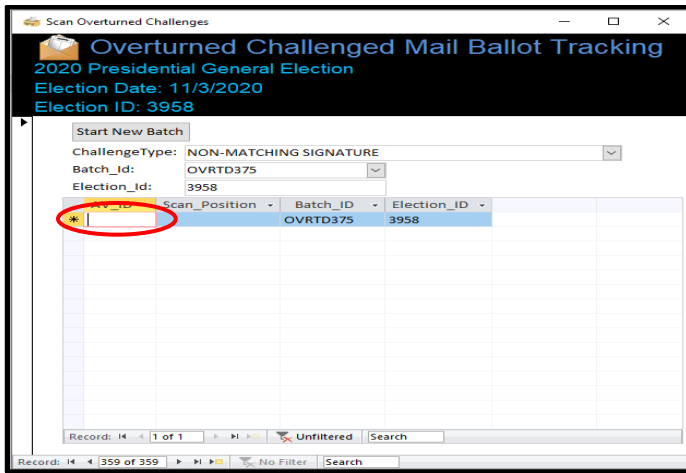 Scan Overturned Challenges
Overturned Challenged Mail Ballot Tracking
2020 Presidential General Election
Election Date: 11/3/2020
Election ID: 3958
Start New Batch
ChallengeType: NON-MATCHING SIGNATURE
Batch_Id: OVRTD375
Election_Id: 3958
AV_ID Scan_Position Batch_ID Election_ID
* OVRTD375 3958
Record: 1 of 1 Unfiltered Search
Record: 359 of 359 No Filter Search